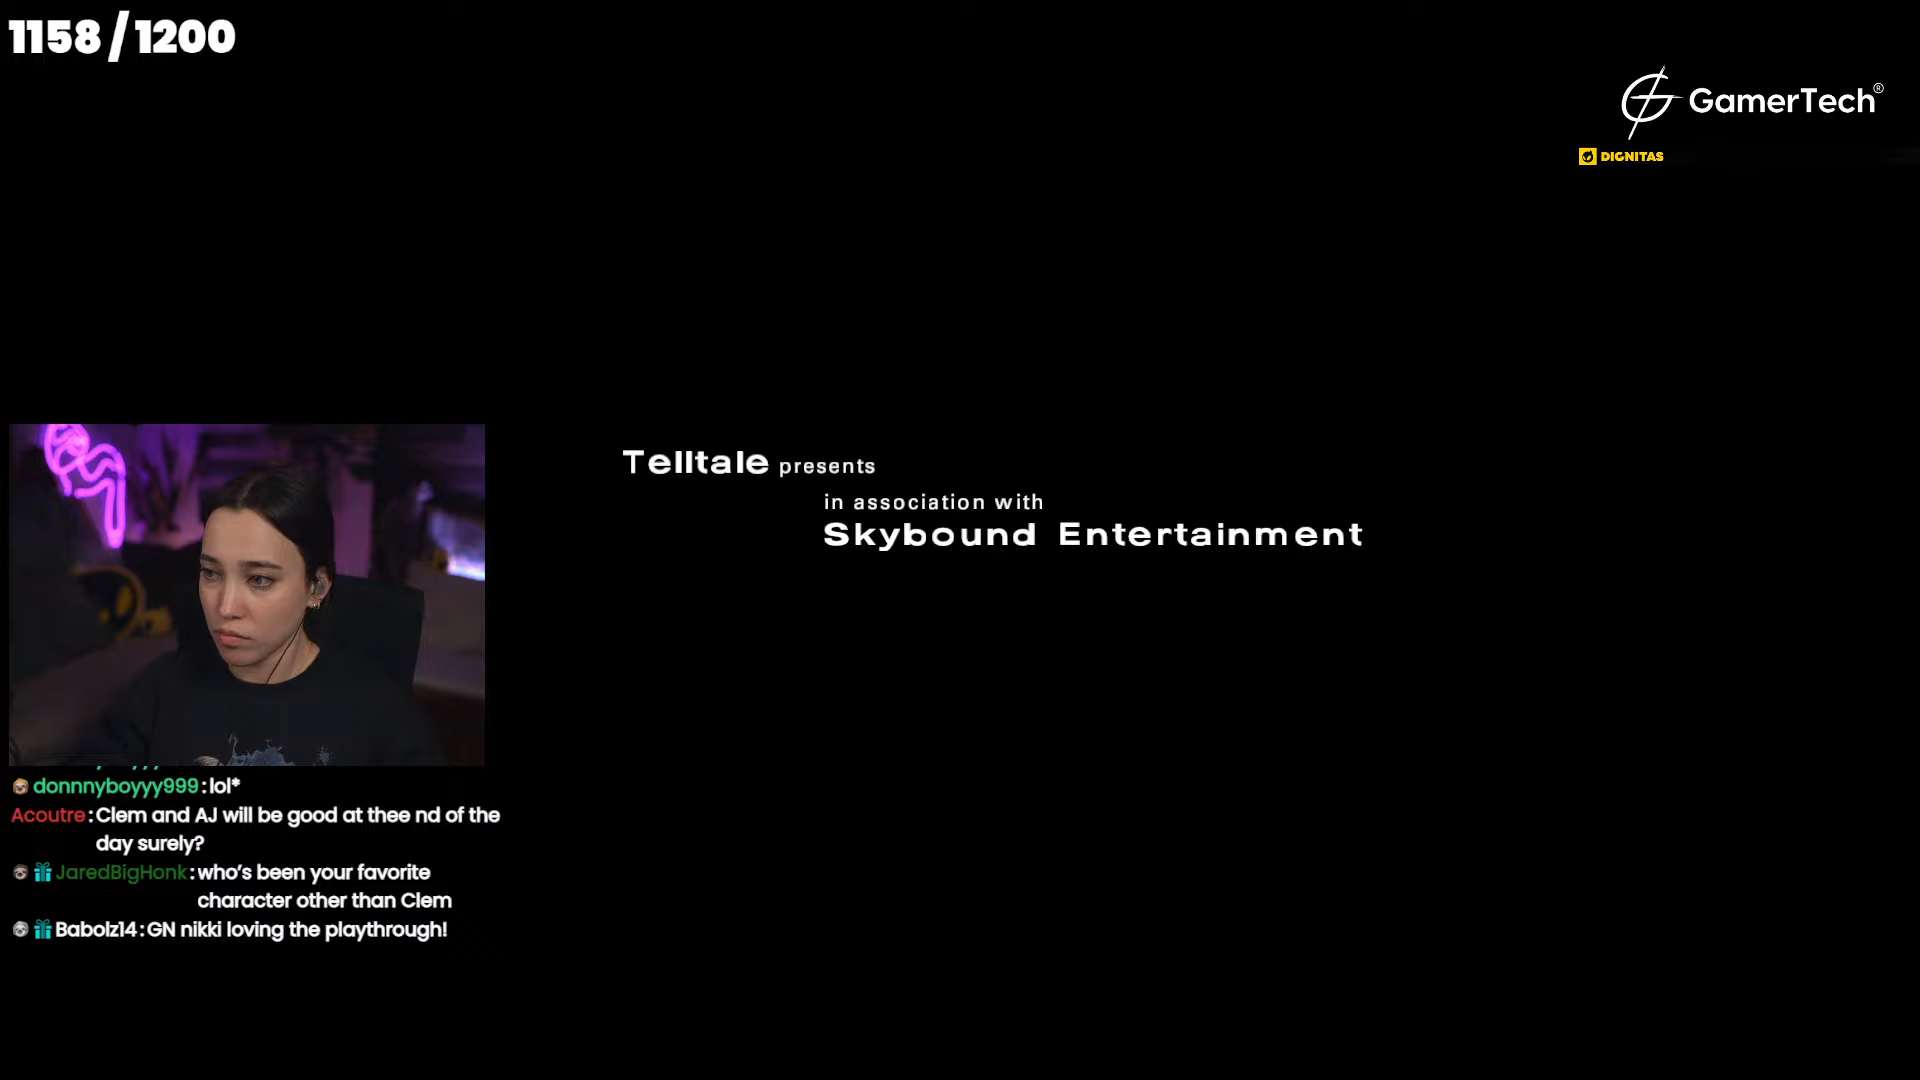 1158/1200
GamerTech®
DIGNITAS
Telltale presents
in association with
Skybound Entertainment
donnnyboyyy999:lol*
Acoutre:Clem and AJ will be good at thee nd of the
day surely?
JaredBigHonk:who's been your favorite
character other than Clem
Babolz14:GN nikki loving the playthrough!